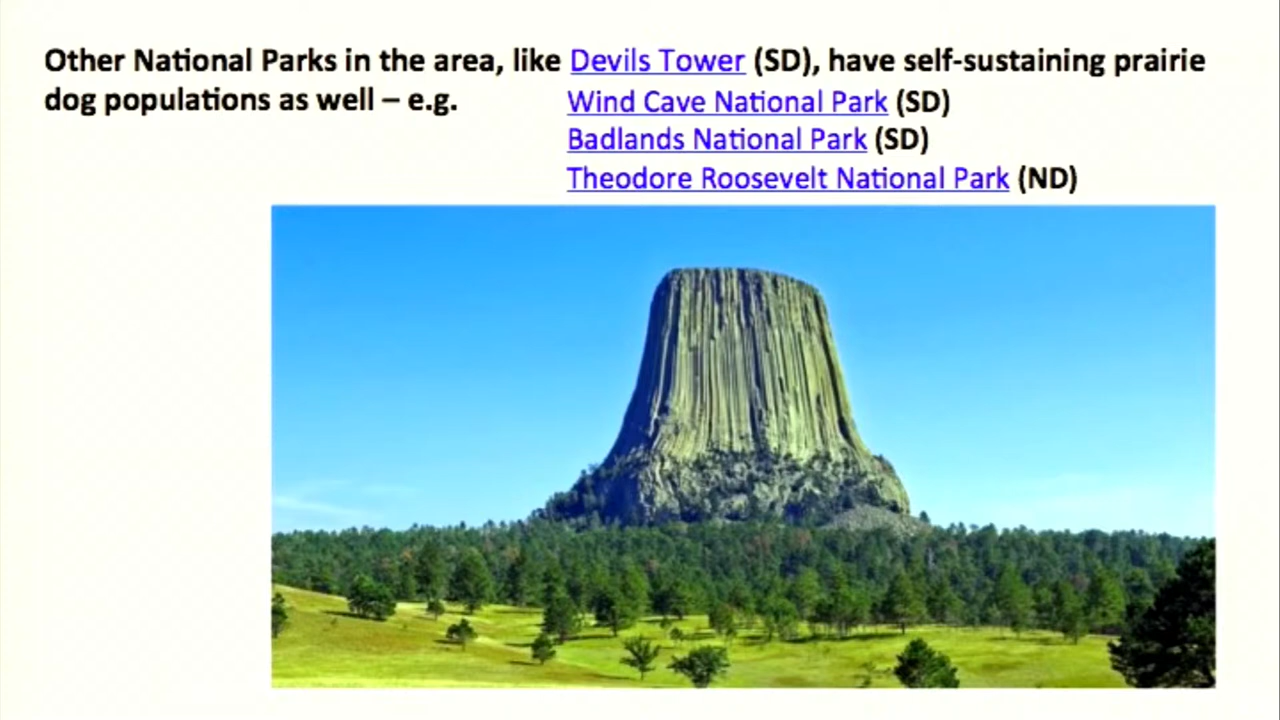 Other National Parks in the area, like Devils Tower (SD), have self-sustaining prairie
dog populations as well – e.g. Wind Cave National Park (SD)
Badlands National Park (SD)
Theodore Roosevelt National Park (ND)